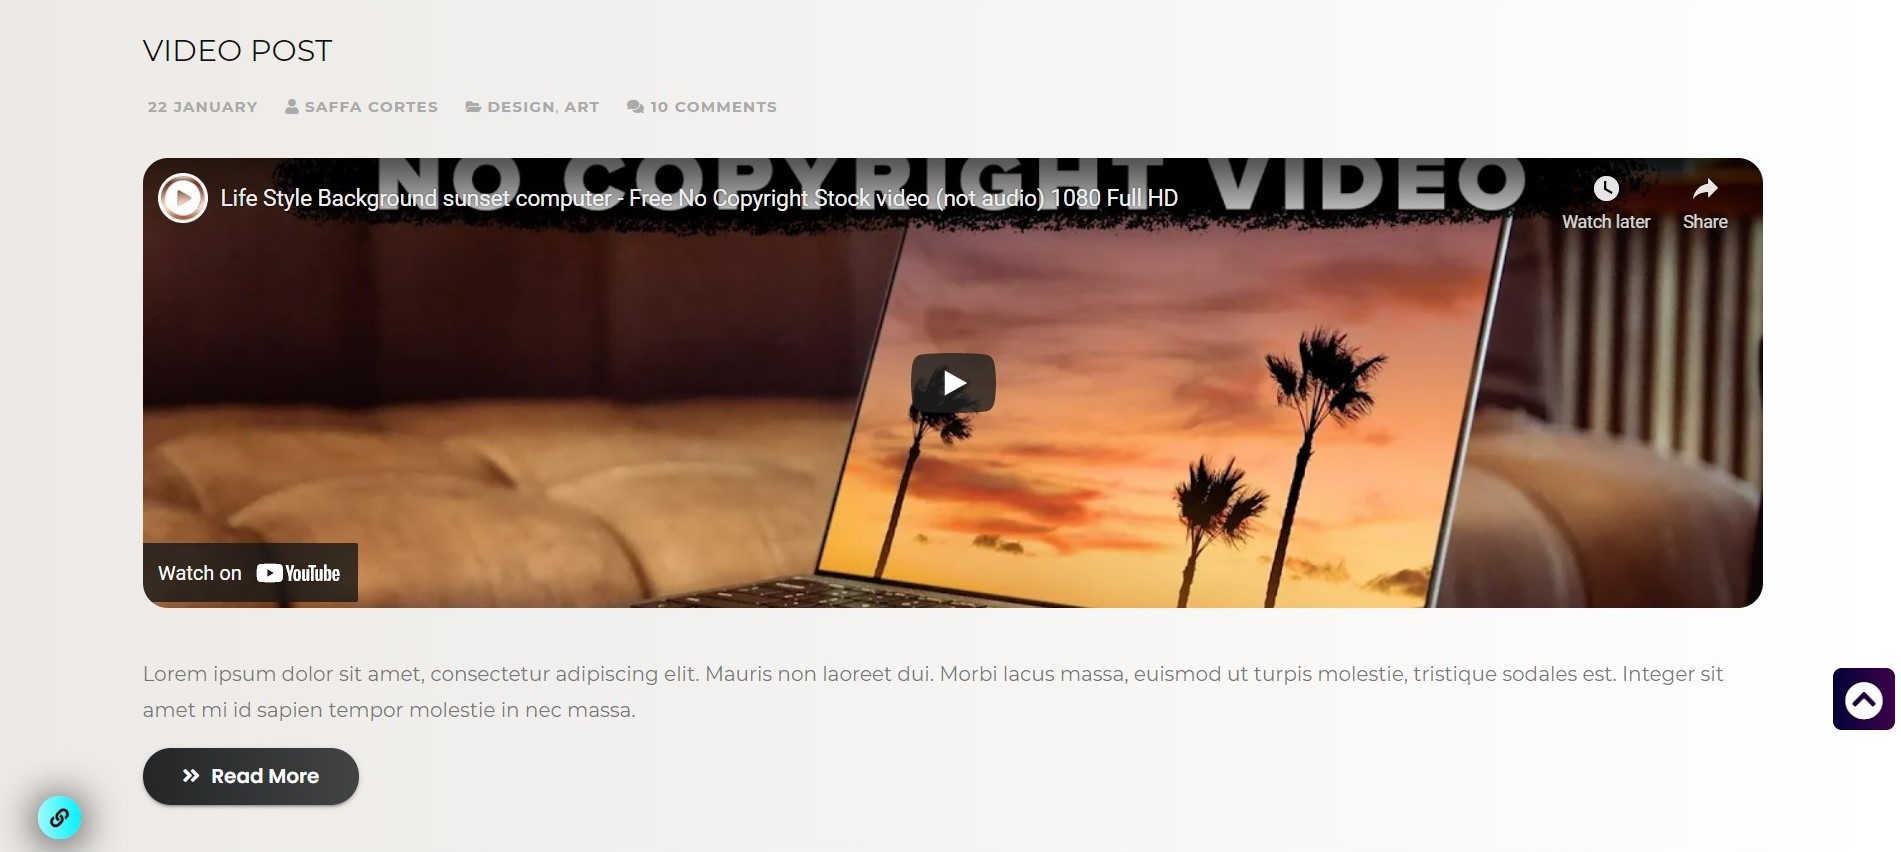 VIDEO POST
22 JANUARY SAFFA CORTES DESIGN, ART 10 COMMENTS
NO COPYRIGHT VIDEO
Life Style Background sunset computer - Free No Copyright Stock video (not audio) 1080 Full HD
Watch later Share
Watch on YouTube
Lorem ipsum dolor sit amet, consectetur adipiscing elit. Mauris non laoreet dui. Morbi lacus massa, euismod ut turpis molestie, tristique sodales est. Integer sit
amet mi id sapien tempor molestie in nec massa.
Read More